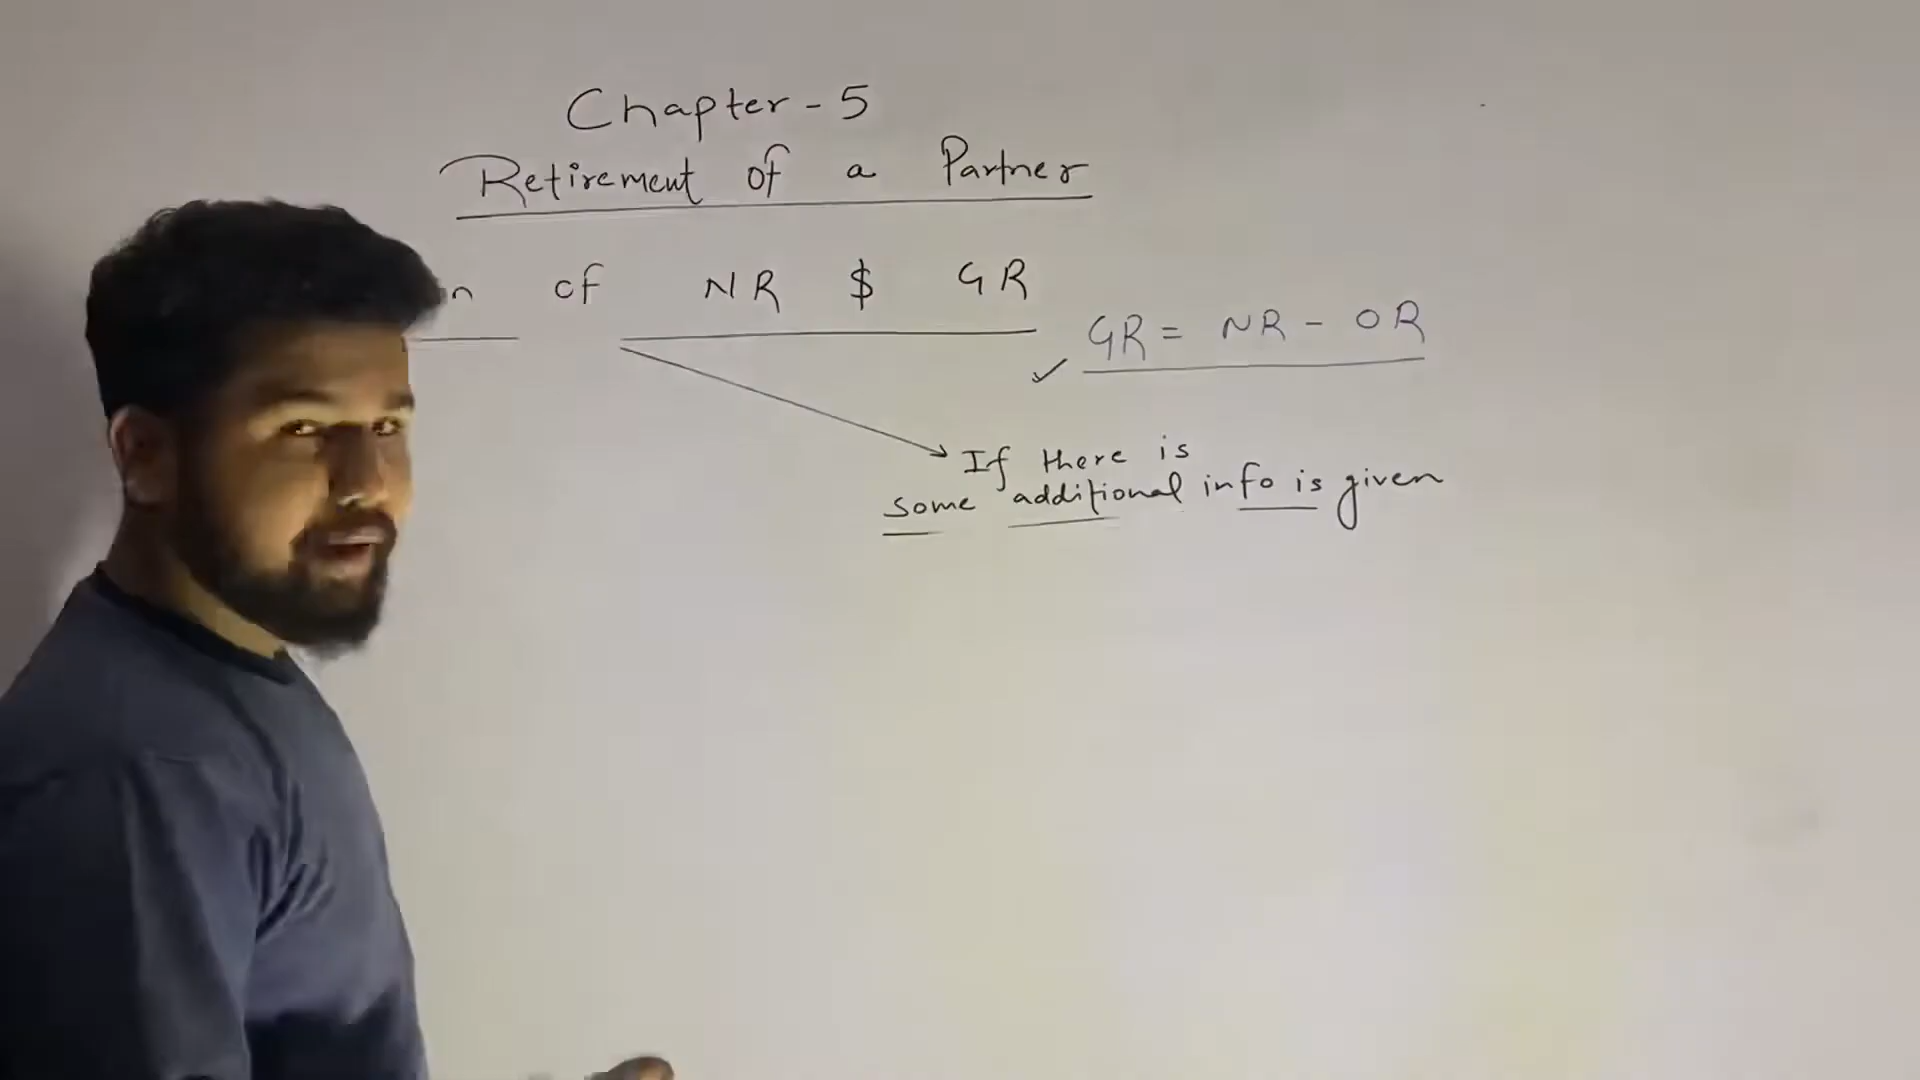 Chapter - 5
Retirement of a Partner
n of NR $ GR
GR = NR - OR
If there is
some additional info is given